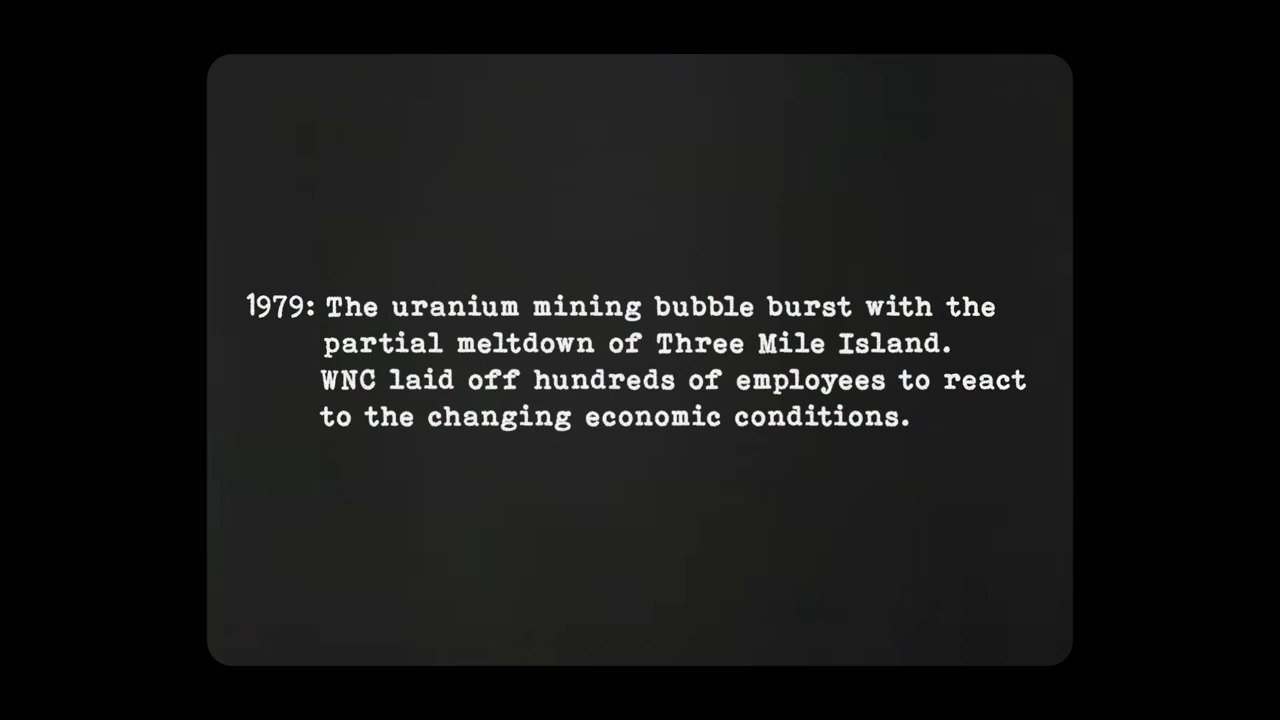 1979: The uranium mining bubble burst with the
partial meltdown of Three Mile Island.
WNC laid off hundreds of employees to react
to the changing economic conditions.